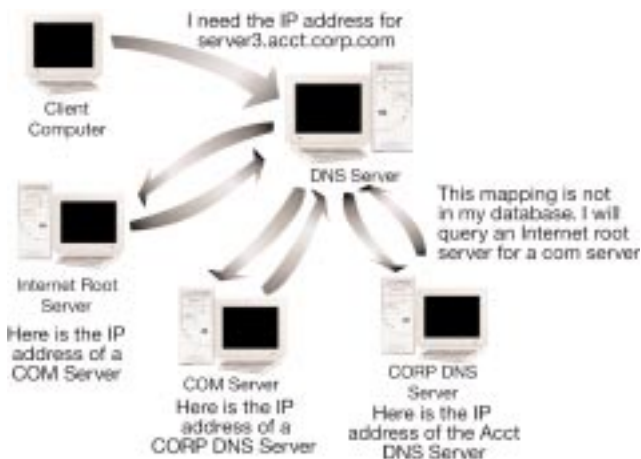 I need the IP address for
server3.acct.corp.com
Client
Computer
DNS Server
This mapping is not
in my database. I will
query an Internet root
server for a com server
Internet Root
Server
Here is the IP
address of a
COM Server
COM Server
Here is the IP
address of a
CORP DNS Server
CORP DNS
Server
Here is the IP
address of the Acct
DNS Server